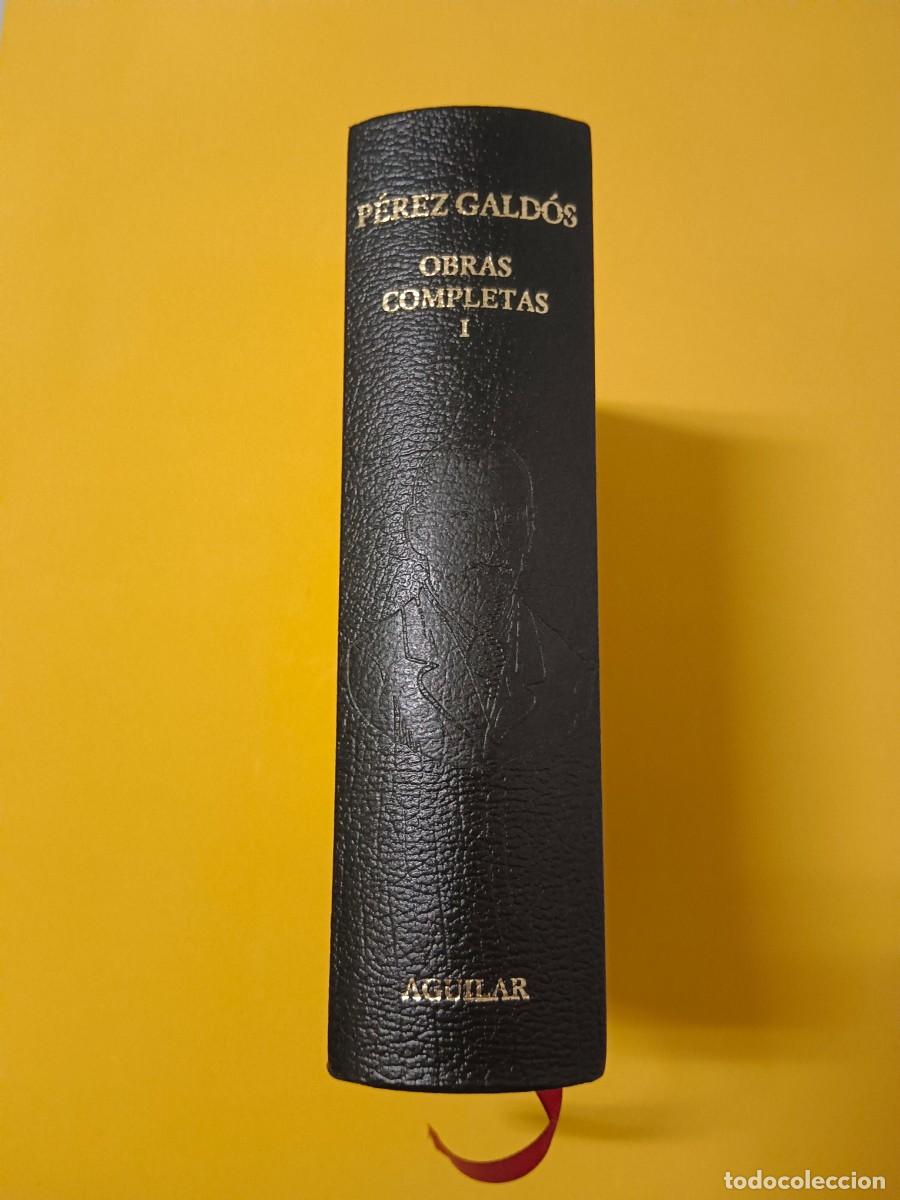 PÉREZ GALDÓS
OBRAS
COMPLETAS
I
AGUILAR
todocoleccion